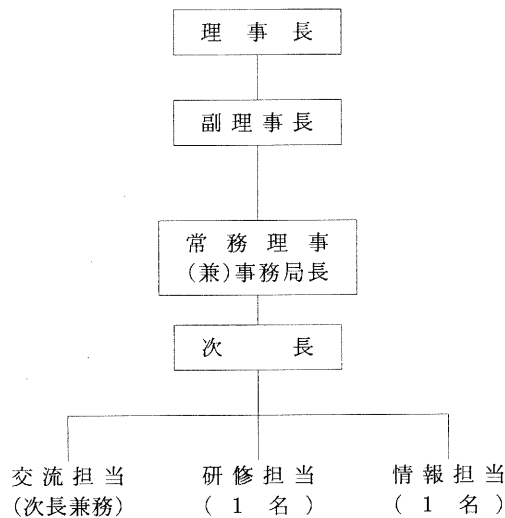 理事長
副理事長
常務理事
(兼)事務局長
次長
交流担当 研修担当 情報担当
(次長兼務) (1名) (1名)